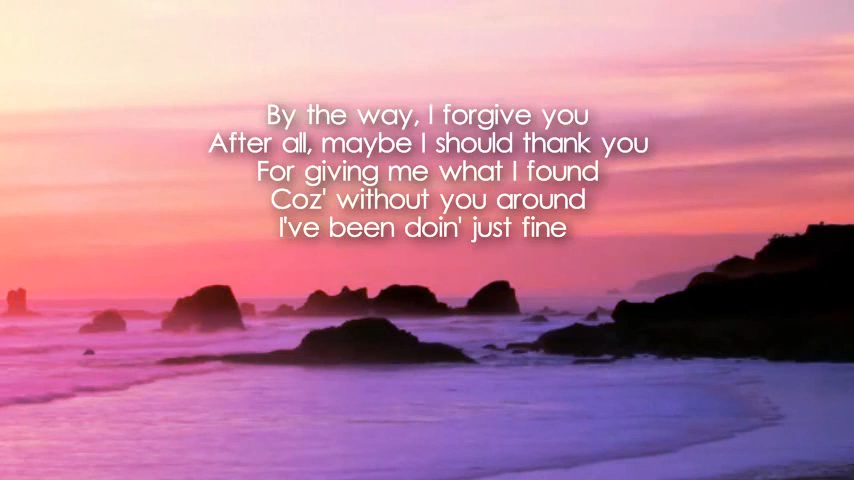 By the way, I forgive you
After all, maybe I should thank you
For giving me what I found
Coz' without you around
I've been doin' just fine